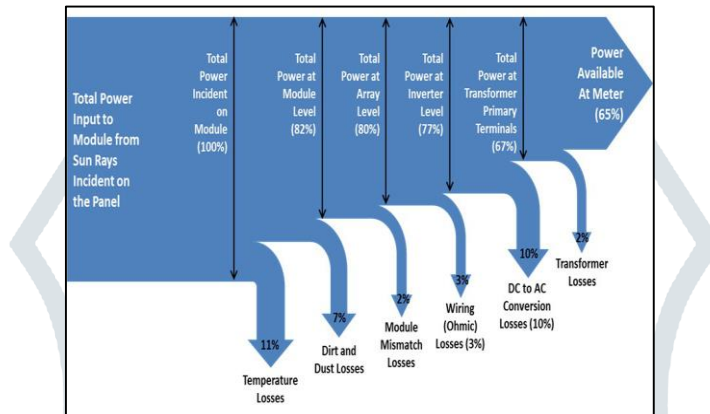 Total Power
Input to
Module from
Sun Rays
Incident on
the Panel
Total
Power
Incident
on
Module
(100%)
Total
Power at
Module
Level
(82%)
Total
Power at
Array
Level
(80%)
Total
Power at
Inverter
Level
(77%)
Total
Power at
Transformer
Primary
Terminals
(67%)
Power
Available
At Meter
(65%)
11%
Temperature
Losses
7%
Dirt and
Dust Losses
2%
Module
Mismatch
Losses
3%
Wiring
(Ohmic)
Losses (3%)
10%
DC to AC
Conversion
Losses (10%)
2%
Transformer
Losses